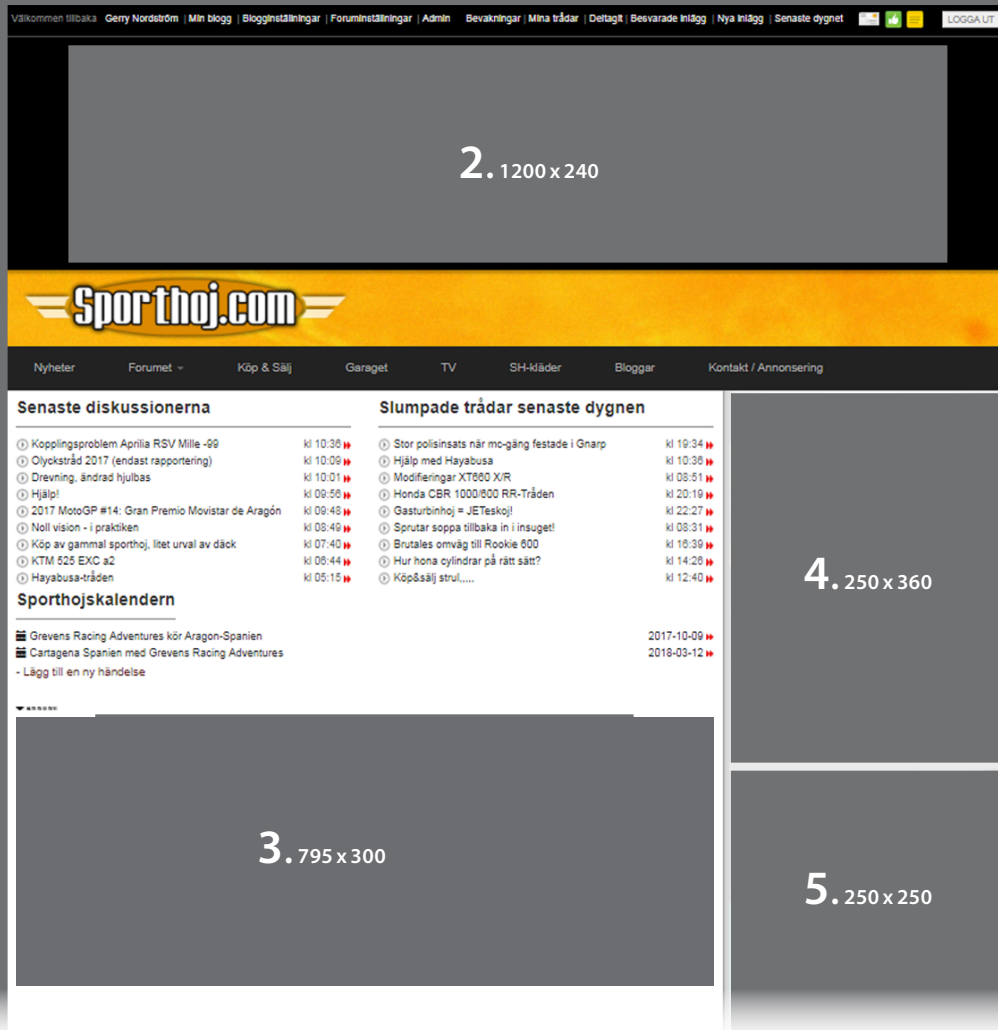 Välkommen tillbaka Gerry Nordström | Min blogg | Blogginställningar | Foruminställningar | Admin Bevakningar | Mina trådar | Deltagit | Besvarade inlägg | Nya inlägg | Senaste dygnet LOGGA UT
2. 1200 x 240
Sporthoj.com
Nyheter Forumet Köp & Sälj Garaget TV SH-kläder Bloggar Kontakt / Annonsering
Senaste diskussionerna
Kopplingsproblem Aprilia RSV Mille -99 kl 10:36
Olyckstråd 2017 (endast rapportering) kl 10:09
Drevning, ändrad hjulbas kl 10:01
Hjälp! kl 09:56
2017 MotoGP #14: Gran Premio Movistar de Aragón kl 09:48
Noll vision - i praktiken kl 08:49
Köp av gammal sporthoj, litet urval av däck kl 07:40
KTM 525 EXC a2 kl 06:44
Hayabusa-tråden kl 05:15
Slumpade trådar senaste dygnen
Stor polisinsats när mc-gäng festade i Gnarp kl 19:34
Hjälp med Hayabusa kl 10:36
Modifieringar XT660 X/R kl 08:51
Honda CBR 1000/600 RR-Tråden kl 20:19
Gasturbinhoj = JETeskoj! kl 22:27
Sprutar soppa tillbaka in i insuget! kl 08:31
Brutales omväg till Rookie 600 kl 16:39
Hur hona cylindrar på rätt sätt? kl 14:26
Köp&sälj strul..... kl 12:40
Sporthojskalendern
Grevens Racing Adventures kör Aragon-Spanien 2017-10-09
Cartagena Spanien med Grevens Racing Adventures 2018-03-12
- Lägg till en ny händelse
3. 795 x 300
4. 250 x 360
5. 250 x 250